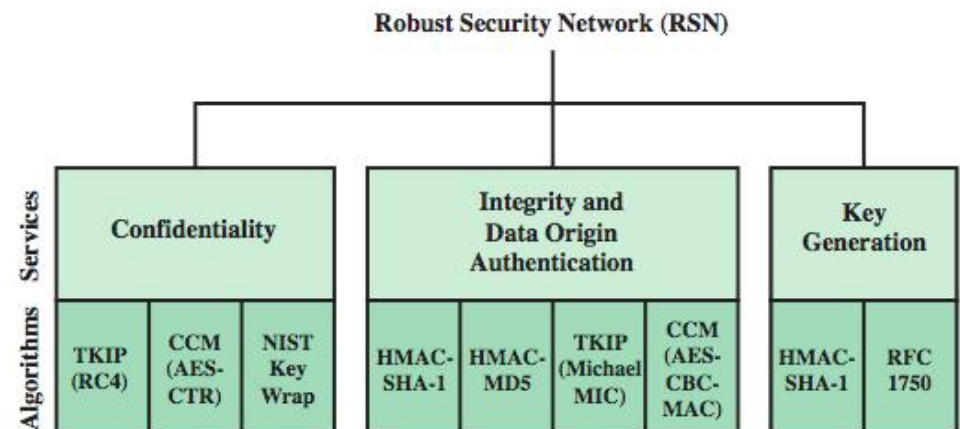 Robust Security Network (RSN)
Services
Confidentiality
Integrity and
Data Origin
Authentication
Key
Generation
Algorithms
TKIP
(RC4)
CCM
(AES-
CTR)
NIST
Key
Wrap
HMAC-
SHA-1
HMAC-
MD5
TKIP
(Michael
MIC)
CCM
(AES-
CBC-
MAC)
HMAC-
SHA-1
RFC
1750